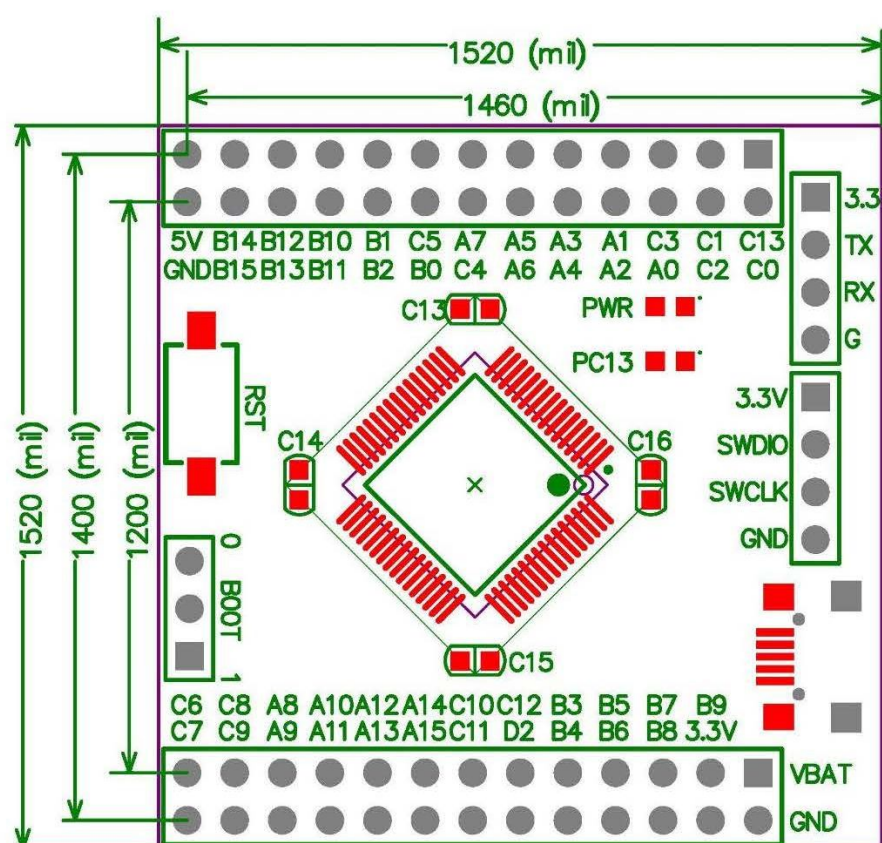 1520 (mil)
1460 (mil)
5V B14 B12 B10 B1 C5 A7 A5 A3 A1 C3 C1 C13
GND B15 B13 B11 B2 B0 C4 A6 A4 A2 A0 C2 C0
3.3
TX
RX
G
C13
PWR
PC13
RST
C14
C16
3.3V
SWDIO
SWCLK
GND
1520 (mil)
1400 (mil)
1200 (mil)
0
BOOT
1
C15
C6 C8 A8 A10 A12 A14 C10 C12 B3 B5 B7 B9
C7 C9 A9 A11 A13 A15 C11 D2 B4 B6 B8 3.3V
VBAT
GND